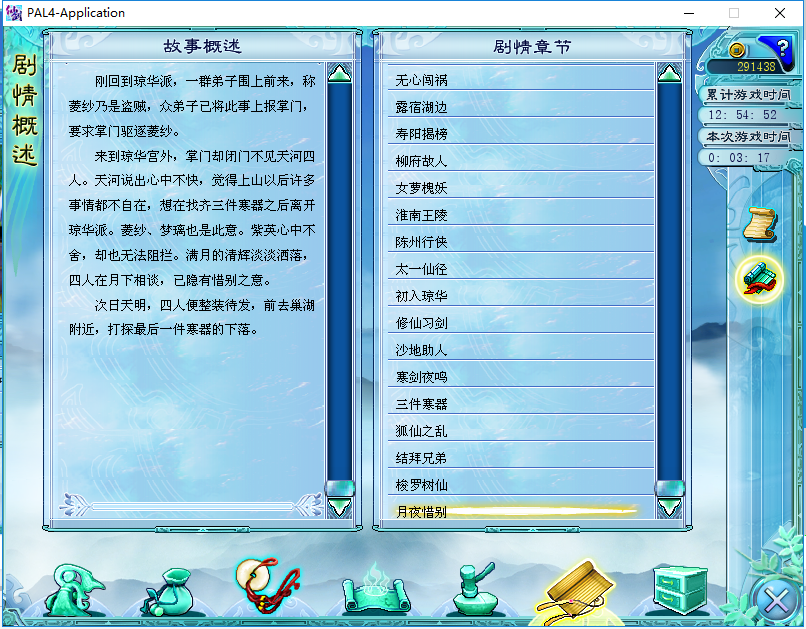 PAL4-Application
剧情概述
故事概述
刚回到琼华派，一群弟子围上前来，称
菱纱乃是盗贼，众弟子已将此事上报掌门，
要求掌门驱逐菱纱。
来到琼华宫外，掌门却闭门不见天河四
人。天河说出心中不快，觉得上山以后许多
事情都不自在，想在找齐三件寒器之后离开
琼华派。菱纱、梦璃也是此意。紫英心中不
舍，却也无法阻拦。满月的清辉淡淡洒落，
四人在月下相谈，已隐有惜别之意。
次日天明，四人便整装待发，前去巢湖
附近，打探最后一件寒器的下落。
剧情章节
无心闯祸
露宿湖边
寿阳揭榜
柳府故人
女萝槐妖
淮南王陵
陈州行侠
太一仙径
初入琼华
修仙习剑
沙地助人
寒剑夜鸣
三件寒器
狐仙之乱
结拜兄弟
梭罗树仙
月夜惜别
?
291438
累计游戏时间
12: 54: 52
本次游戏时间
0: 03: 17